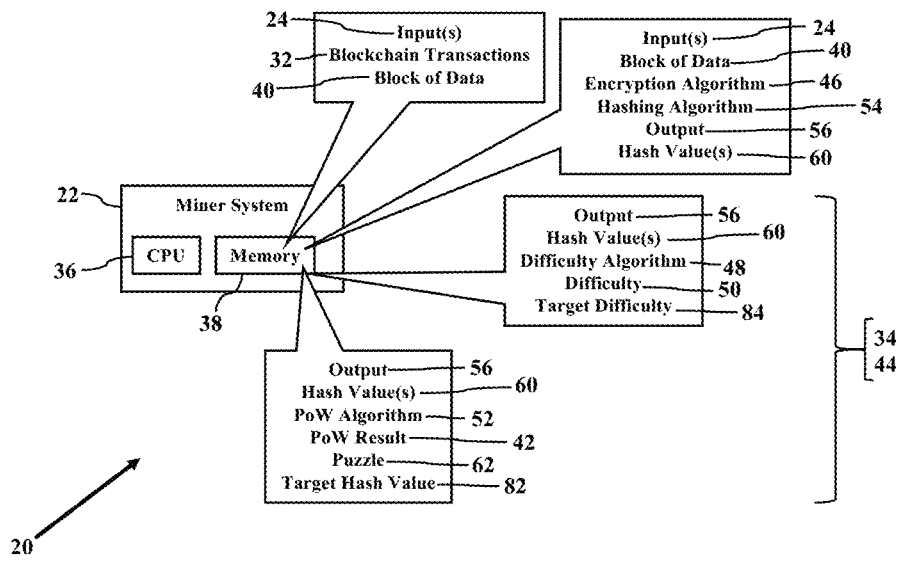 24
Input(s)
32
Blockchain Transactions
40
Block of Data
Input(s) 24
Block of Data 40
Encryption Algorithm 46
Hashing Algorithm 54
Output 56
Hash Value(s) 60
22
Miner System
CPU
Memory
36
38
Output 56
Hash Value(s) 60
Difficulty Algorithm 48
Difficulty 50
Target Difficulty 84
34
44
Output 56
Hash Value(s) 60
PoW Algorithm 52
PoW Result 42
Puzzle 62
Target Hash Value 82
20